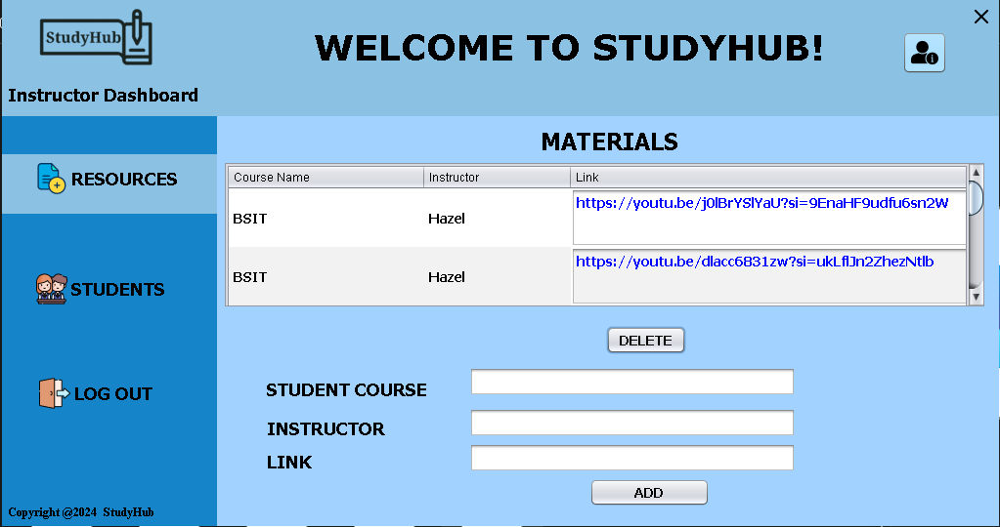 StudyHub
WELCOME TO STUDYHUB!
Instructor Dashboard
RESOURCES
STUDENTS
LOG OUT
Copyright @2024 StudyHub
MATERIALS
Course Name Instructor Link
BSIT Hazel https://youtu.be/j0lBrYSlYaU?si=9EnaHF9udfu6sn2W
BSIT Hazel https://youtu.be/dlacc6831zw?si=ukLflJn2ZhezNtlb
DELETE
STUDENT COURSE
INSTRUCTOR
LINK
ADD